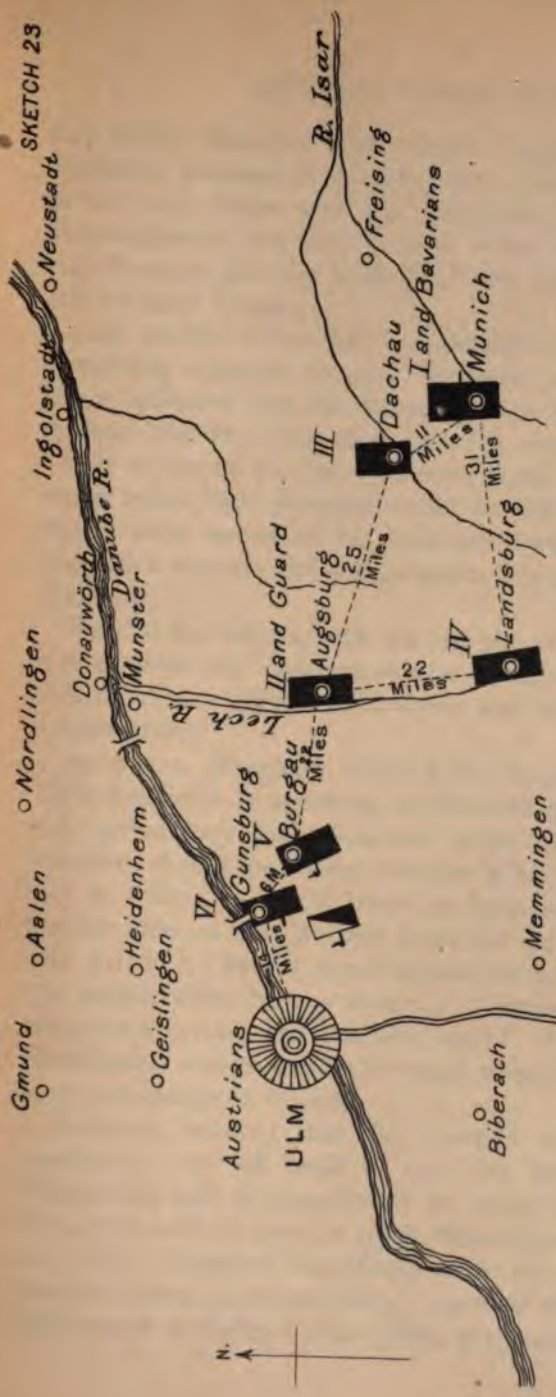 SKETCH 23
Gmund
Aalen
Nordlingen
Donauwörth
Danube R.
Munster
Ingolstadt
Neustadt
Heidenheim
Geislingen
Austrians
ULM
VI
Gunsburg
V
Burgau
6 M.
Miles
22
Miles
II and Guard
Augsburg
Lech R.
25
Miles
III
Dachau
11
Miles
R. Isar
Freising
I and Bavarians
Munich
31
Miles
22
Miles
IV
Landsburg
Memmingen
Biberach
N.